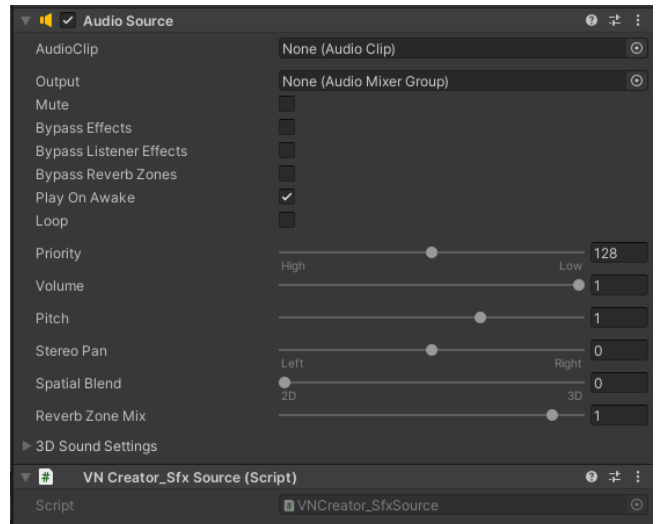 Audio Source
AudioClip None (Audio Clip)
Output None (Audio Mixer Group)
Mute
Bypass Effects
Bypass Listener Effects
Bypass Reverb Zones
Play On Awake
Loop
Priority 128
High Low
Volume 1
Pitch 1
Stereo Pan 0
Left Right
Spatial Blend 0
2D 3D
Reverb Zone Mix 1
3D Sound Settings
# VN Creator_Sfx Source (Script)
Script # VNCreator_SfxSource